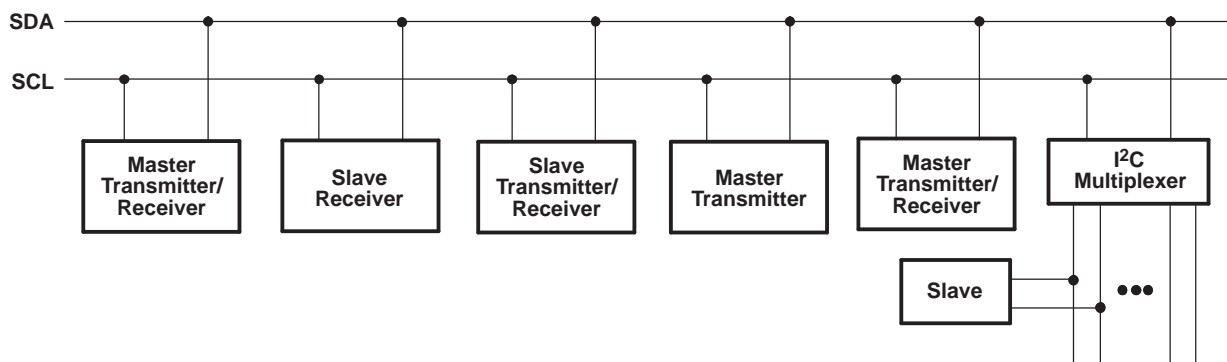 SDA
SCL
Master
Transmitter/
Receiver
Slave
Receiver
Slave
Transmitter/
Receiver
Master
Transmitter
Master
Transmitter/
Receiver
I²C
Multiplexer
Slave